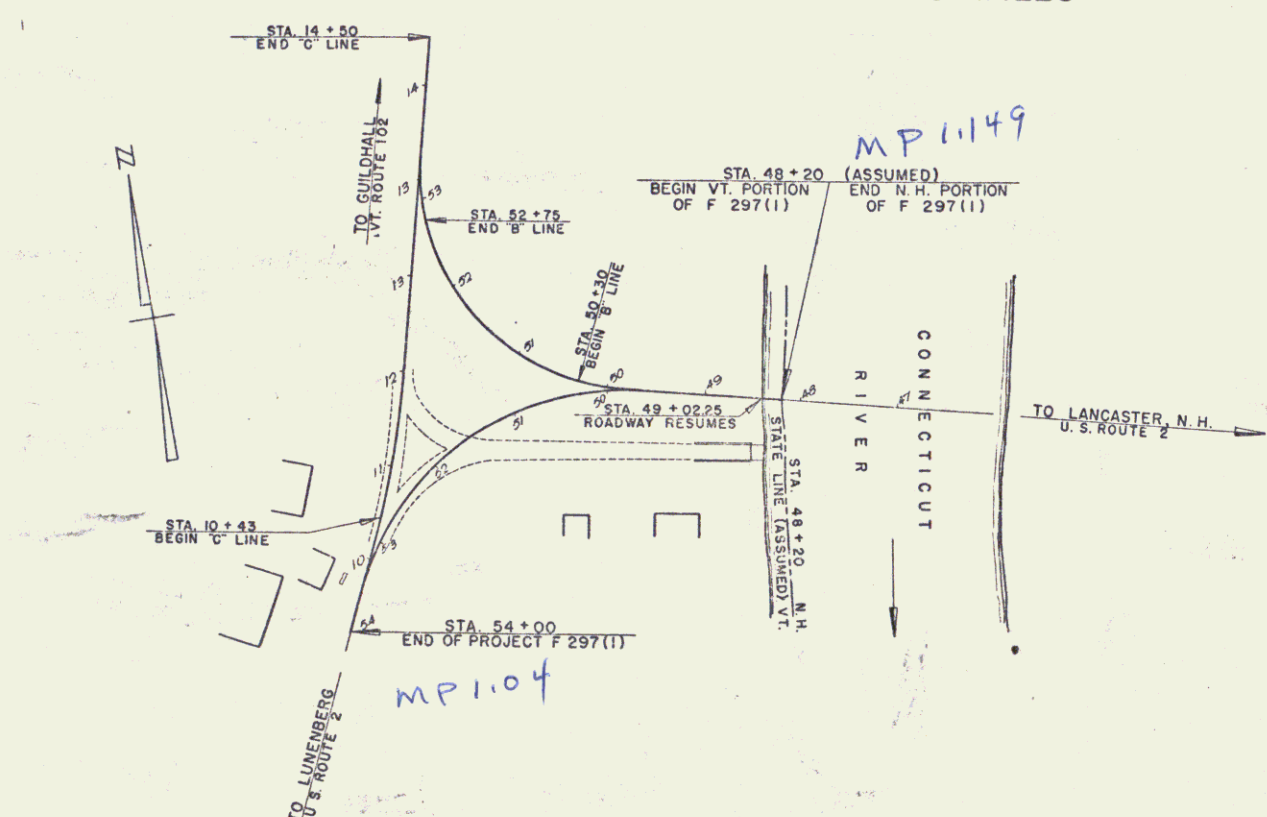 STA. 14 + 50
END "C" LINE
14
TO GUILDHALL
VT. ROUTE 102
MP 1.149
STA. 48 + 20 (ASSUMED)
BEGIN VT. PORTION END N.H. PORTION
OF F 297(1) OF F 297(1)
N
13
53
STA. 52 + 75
END "B" LINE
13
52
STA. 50+30
BEGIN "B" LINE
51
12
50
49
48
47
50
STA. 49 + 02.25
ROADWAY RESUMES
CONNECTICUT
RIVER
TO LANCASTER, N.H.
U.S. ROUTE 2
51
11
52
STA. 48+20 N.H.
STATE LINE (ASSUMED) VT.
STA. 10 + 43
BEGIN "C" LINE
53
10
54
STA. 54 + 00
END OF PROJECT F 297(1)
MP 1.04
TO LUNENBERG
U.S. ROUTE 2